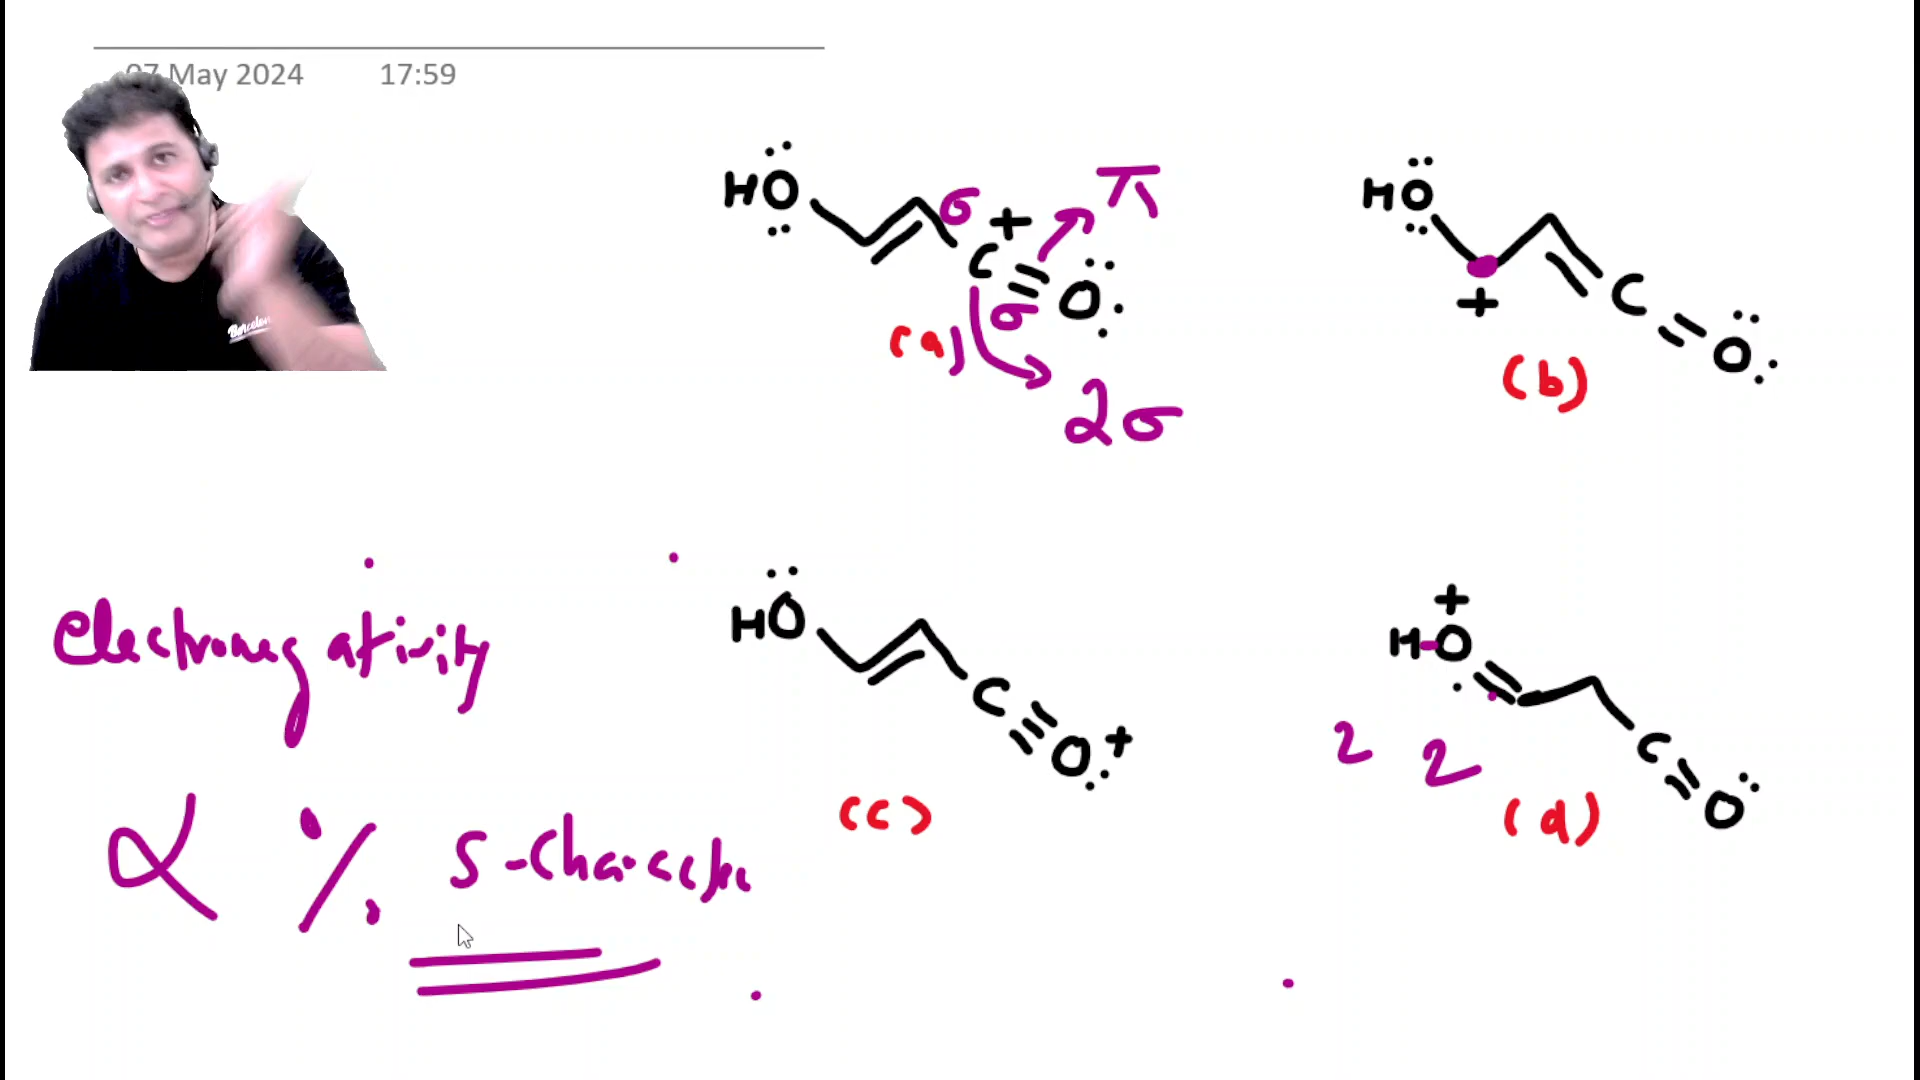 07 May 2024 17:59
HO σ + C = O π
σ
(a)
2σ
HO + C = O
(b)
electronegativity
HO C ≡ O +
(c)
+
H-O = C = O
2 2
(d)
α % s-character